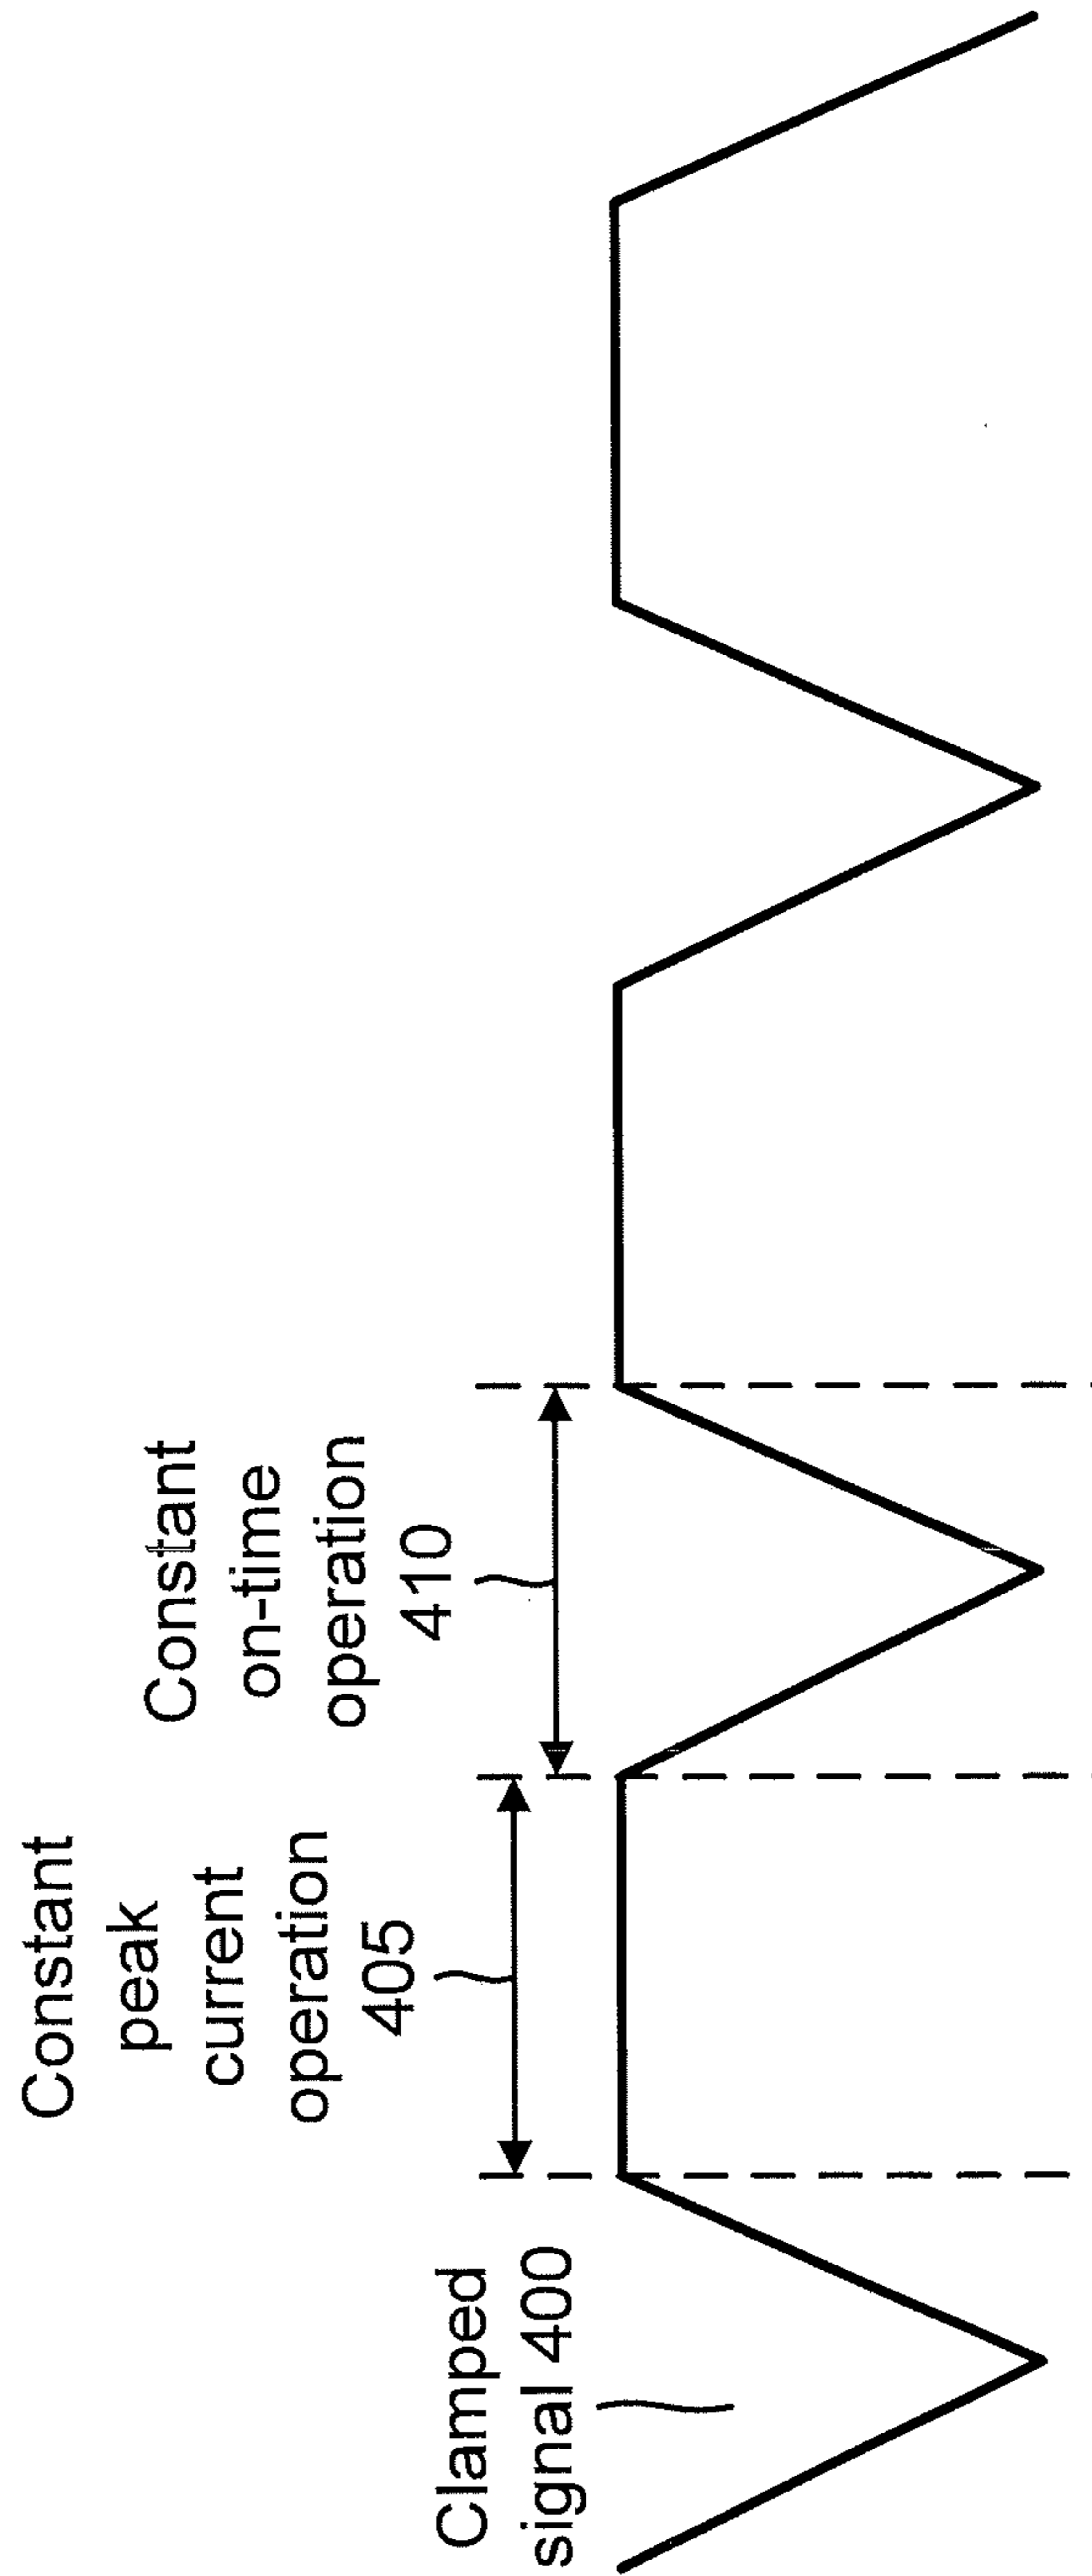 Clamped
signal 400
Constant
peak
current
operation
405
Constant
on-time
operation
410